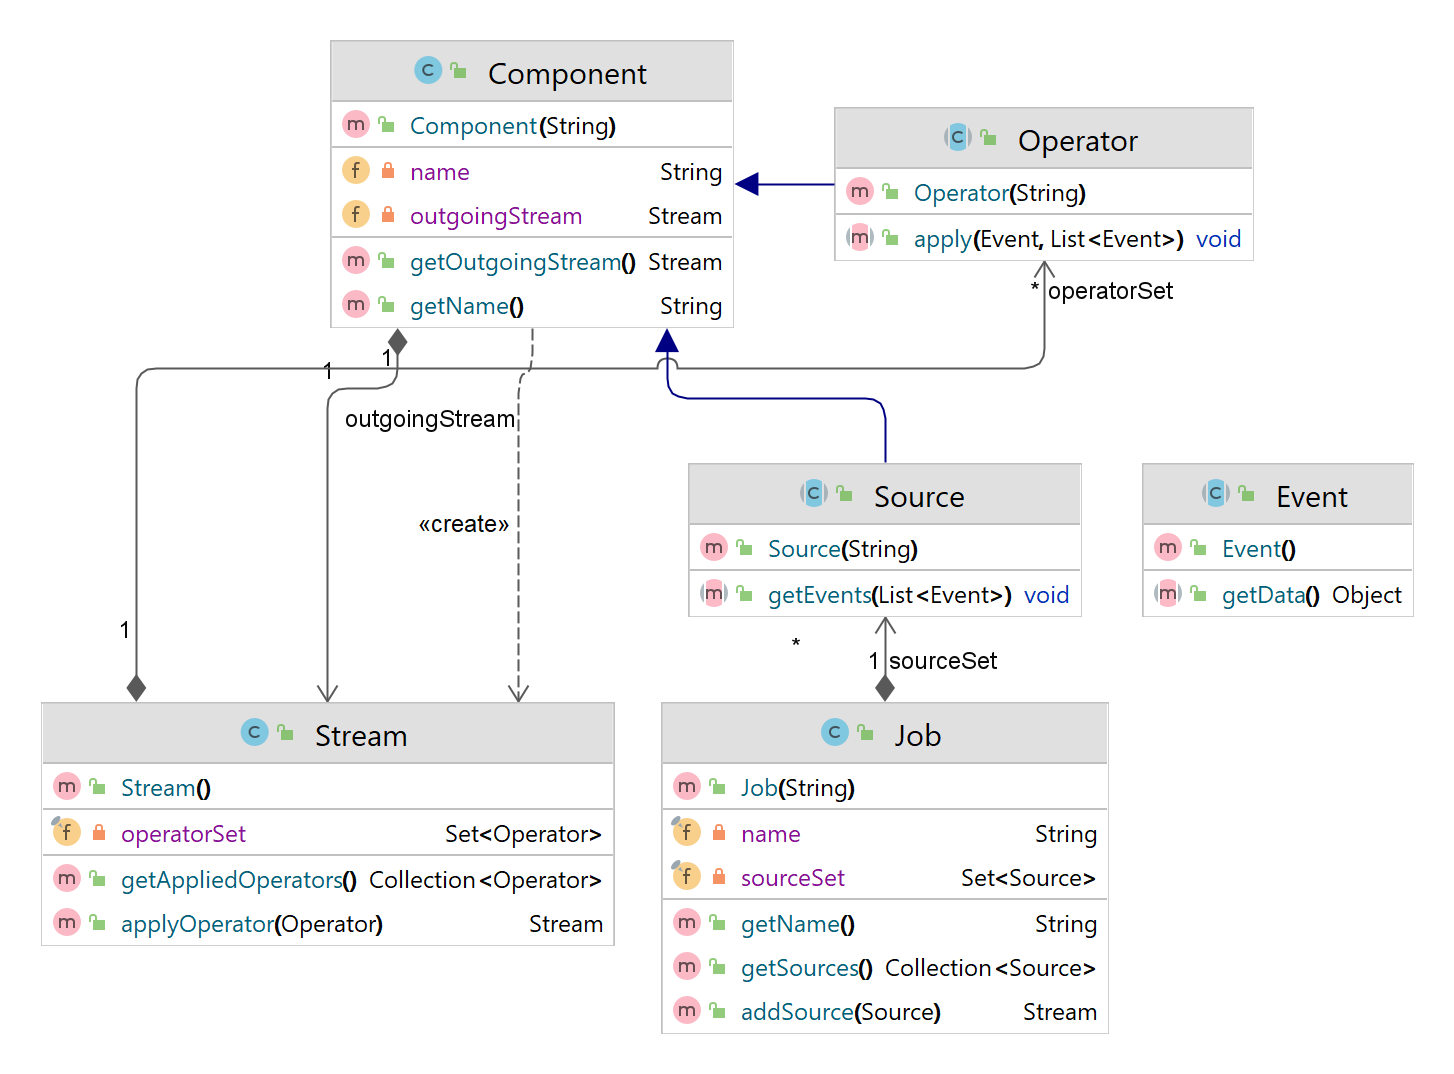 Component
Component(String)
name String
outgoingStream Stream
getOutgoingStream() Stream
getName() String
Operator
Operator(String)
apply(Event, List<Event>) void
* operatorSet
1
1
outgoingStream
«create»
1
Source
Source(String)
getEvents(List<Event>) void
Event
Event()
getData() Object
*
1 sourceSet
Stream
Stream()
operatorSet Set<Operator>
getAppliedOperators() Collection<Operator>
applyOperator(Operator) Stream
Job
Job(String)
name String
sourceSet Set<Source>
getName() String
getSources() Collection<Source>
addSource(Source) Stream